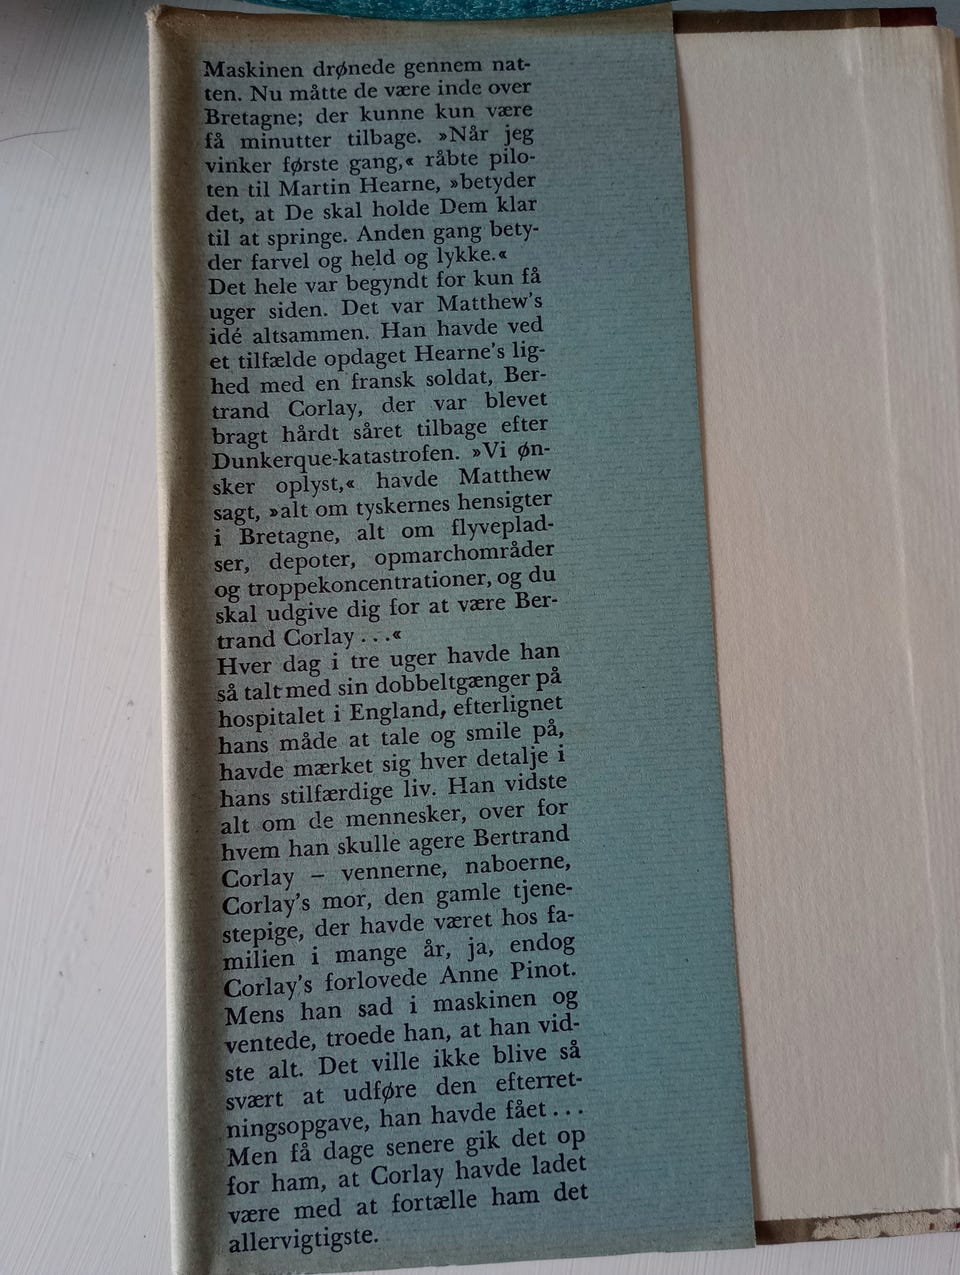 Maskinen drønede gennem nat-
ten. Nu måtte de være inde over
Bretagne; der kunne kun være
få minutter tilbage. »Når jeg
vinker første gang,« råbte pilo-
ten til Martin Hearne, »betyder
det, at De skal holde Dem klar
til at springe. Anden gang bety-
der farvel og held og lykke.«
Det hele var begyndt for kun få
uger siden. Det var Matthew's
idé altsammen. Han havde ved
et tilfælde opdaget Hearne's lig-
hed med en fransk soldat, Ber-
trand Corlay, der var blevet
bragt hårdt såret tilbage efter
Dunkerque-katastrofen. »Vi øn-
sker oplyst,« havde Matthew
sagt, »alt om tyskernes hensigter
i Bretagne, alt om flyveplad-
ser, depoter, opmarchområder
og troppekoncentrationer, og du
skal udgive dig for at være Ber-
trand Corlay . . .«
Hver dag i tre uger havde han
så talt med sin dobbeltgænger på
hospitalet i England, efterlignet
hans måde at tale og smile på,
havde mærket sig hver detalje i
hans stilfærdige liv. Han vidste
alt om de mennesker, over for
hvem han skulle agere Bertrand
Corlay – vennerne, naboerne,
Corlay's mor, den gamle tjene-
stepige, der havde været hos fa-
milien i mange år, ja, endog
Corlay's forlovede Anne Pinot.
Mens han sad i maskinen og
ventede, troede han, at han vid-
ste alt. Det ville ikke blive så
svært at udføre den efterret-
ningsopgave, han havde fået . . .
Men få dage senere gik det op
for ham, at Corlay havde ladet
være med at fortælle ham det
allervigtigste.